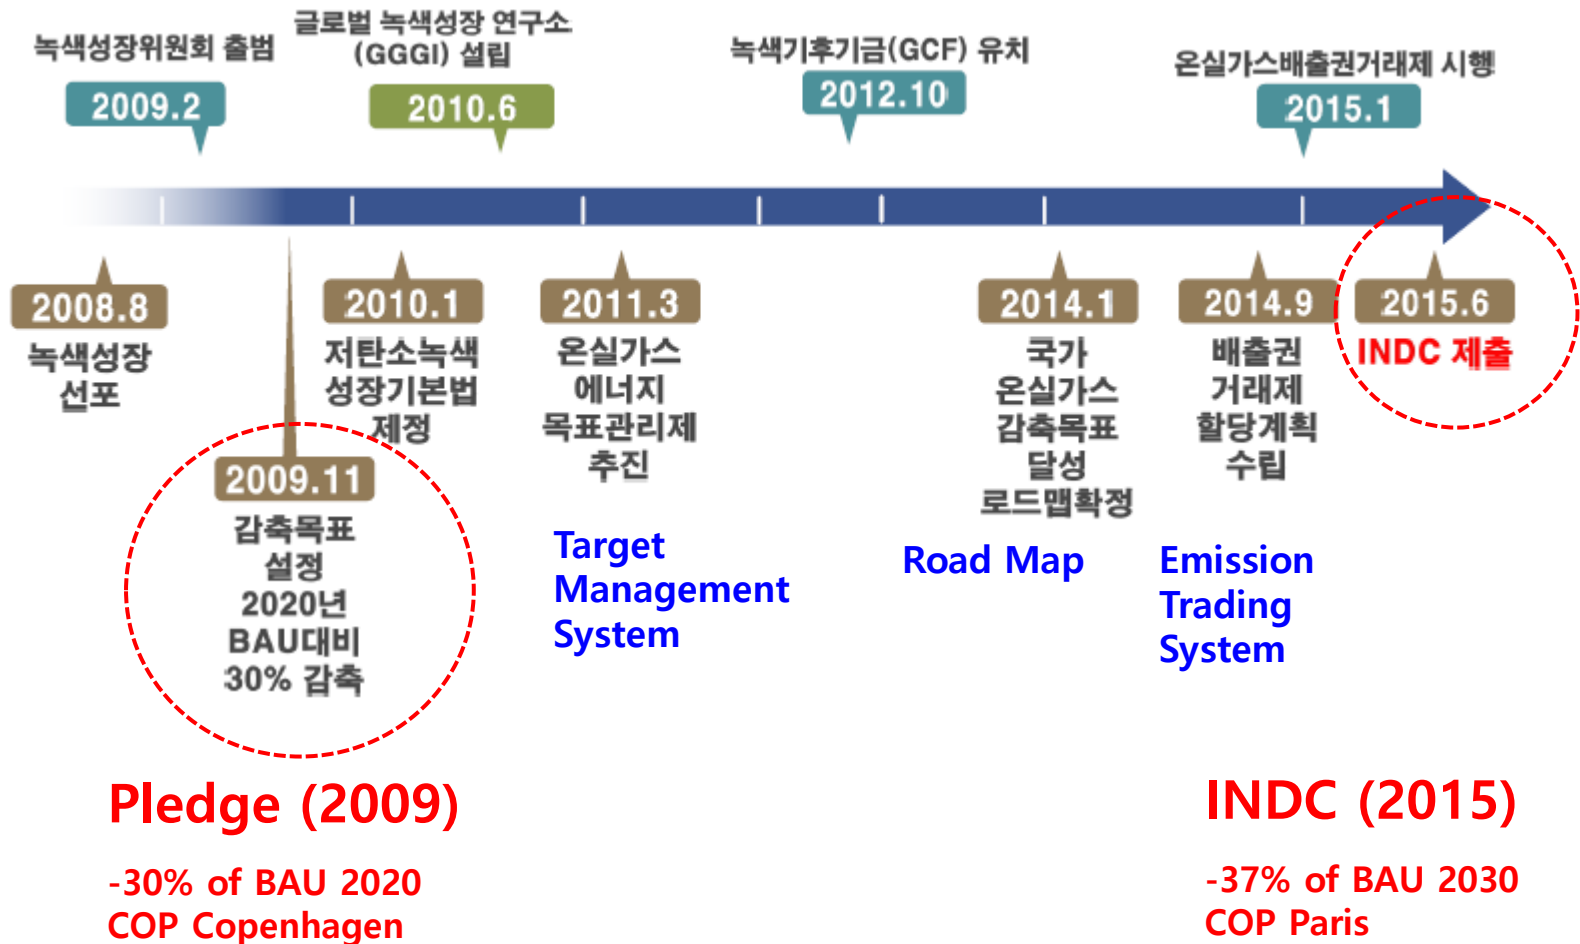 녹색성장위원회 출범
2009.2
글로벌 녹색성장 연구소
(GGGI) 설립
2010.6
녹색기후기금(GCF) 유치
2012.10
온실가스배출권거래제 시행
2015.1
2008.8
녹색성장
선포
2009.11
감축목표
설정
2020년
BAU대비
30% 감축
2010.1
저탄소녹색
성장기본법
제정
2011.3
온실가스
에너지
목표관리제
추진
Target
Management
System
2014.1
국가
온실가스
감축목표
달성
로드맵확정
Road Map
2014.9
배출권
거래제
할당계획
수립
Emission
Trading
System
2015.6
INDC 제출
Pledge (2009)
-30% of BAU 2020
COP Copenhagen
INDC (2015)
-37% of BAU 2030
COP Paris